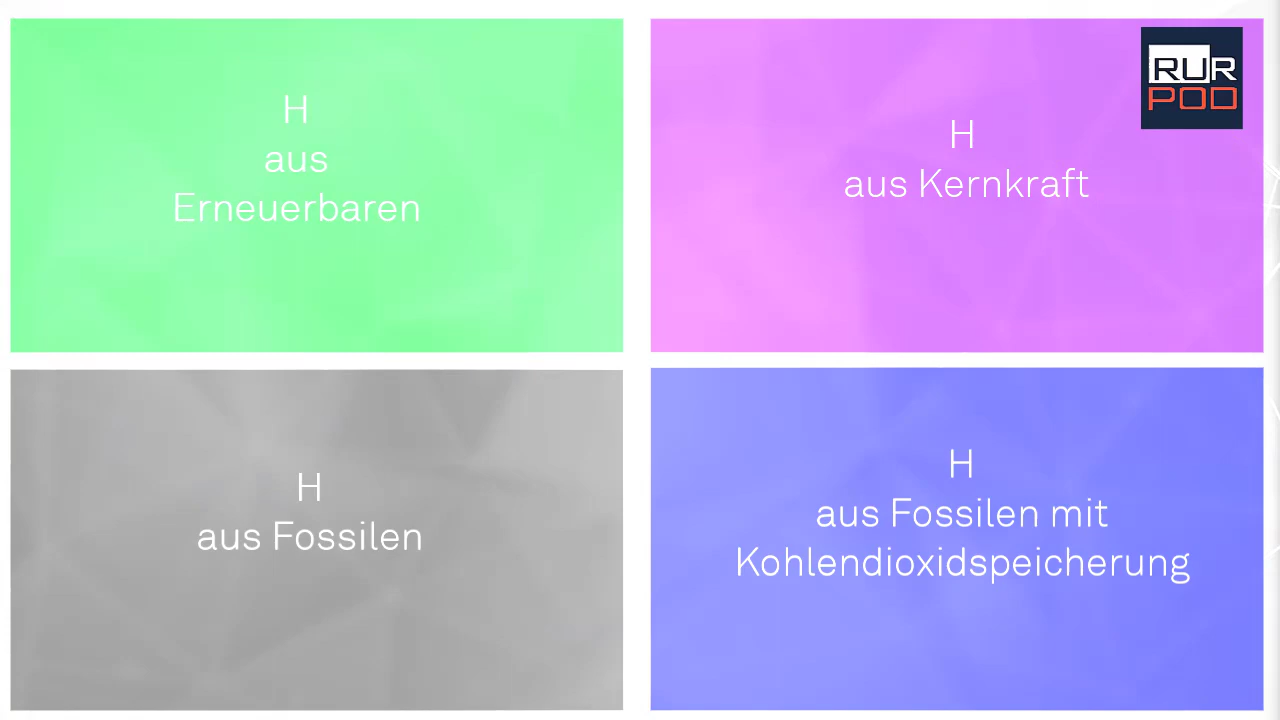 H
aus
Erneuerbaren
H
aus Kernkraft
RUR
POD
H
aus Fossilen
H
aus Fossilen mit
Kohlendioxidspeicherung